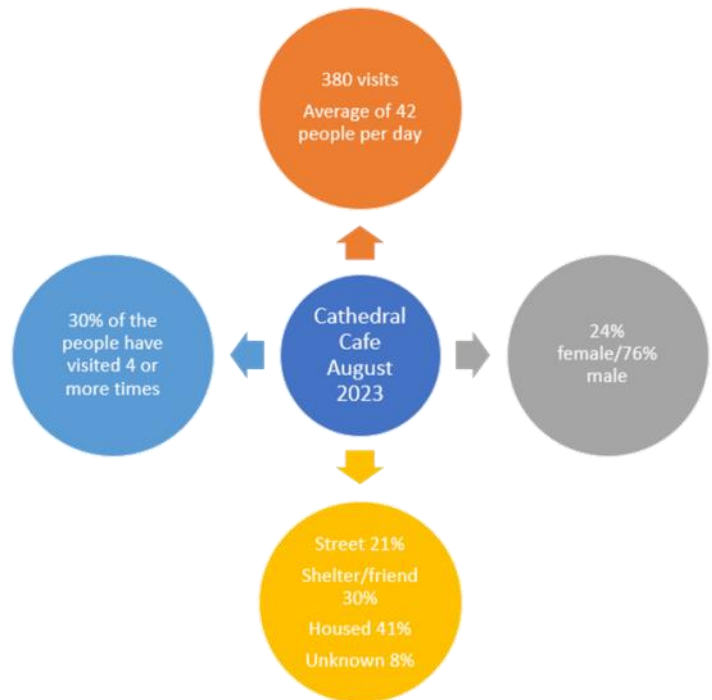 380 visits
Average of 42
people per day
30% of the
people have
visited 4 or
more times
Cathedral
Cafe
August
2023
24%
female/76%
male
Street 21%
Shelter/friend
30%
Housed 41%
Unknown 8%